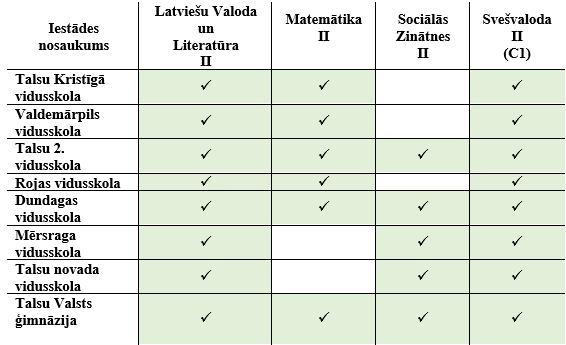 Iestādes
nosaukums
Latviešu Valoda
un
Literatūra
II
Matemātika
II
Sociālās
Zinātnes
II
Svešvaloda
II
(C1)
Talsu Kristīgā
vidusskola
✓ ✓ ✓
Valdemārpils
vidusskola
✓ ✓ ✓
Talsu 2.
vidusskola
✓ ✓ ✓ ✓
Rojas vidusskola ✓ ✓ ✓
Dundagas
vidusskola
✓ ✓ ✓ ✓
Mērsraga
vidusskola
✓ ✓ ✓
Talsu novada
vidusskola
✓ ✓ ✓
Talsu Valsts
ģimnāzija
✓ ✓ ✓ ✓